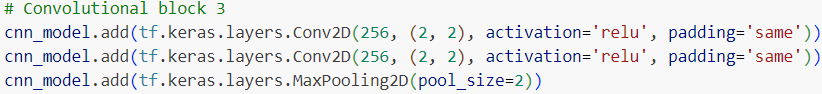 # Convolutional block 3
cnn_model.add(tf.keras.layers.Conv2D(256, (2, 2), activation='relu', padding='same'))
cnn_model.add(tf.keras.layers.Conv2D(256, (2, 2), activation='relu', padding='same'))
cnn_model.add(tf.keras.layers.MaxPooling2D(pool_size=2))